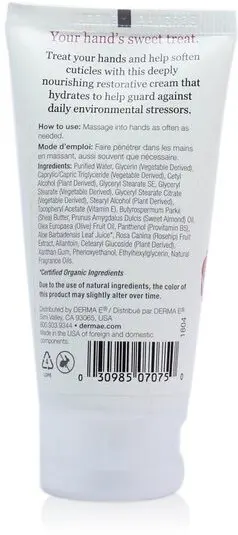 Your hand's sweet treat.
Treat your hands and help soften
cuticles with this deeply
nourishing restorative cream that
hydrates to help guard against
daily environmental stressors.
How to use: Massage into hands as often as
needed.
Mode d'emploi: Faire pénétrer dans les mains
en massant, aussi souvent que nécessaire.
Ingredients: Purified Water, Glycerin (Vegetable Derived),
Caprylic/Capric Triglyceride (Vegetable Derived), Cetyl
Alcohol (Plant Derived), Glyceryl Stearate SE, Glyceryl
Stearate (Vegetable Derived), Glyceryl Stearate Citrate
(Vegetable Derived), Stearyl Alcohol (Plant Derived),
Tocopheryl Acetate (Vitamin E), Butyrospermum Parkii
(Shea) Butter, Prunus Amygdalus Dulcis (Sweet Almond) Oil,
Olea Europaea (Olive) Fruit Oil, Panthenol (Provitamin B5),
Aloe Barbadensis Leaf Juice*, Rosa Canina (Rosehips) Fruit
Extract, Allantoin, Cetearyl Glucoside (Plant Derived),
Xanthan Gum, Phenoxyethanol, Ethylhexylglycerin, Natural
Fragrance Oils.
*Certified Organic Ingredients
Due to the use of natural ingredients, the color of
this product may slightly alter over time.
Distributed by DERMA E® / Distribué par DERMA E®
Simi Valley, CA 93065, USA
800.933.9344 • dermae.com
Made in the USA of foreign and domestic
components.
0 30985 07075
1604